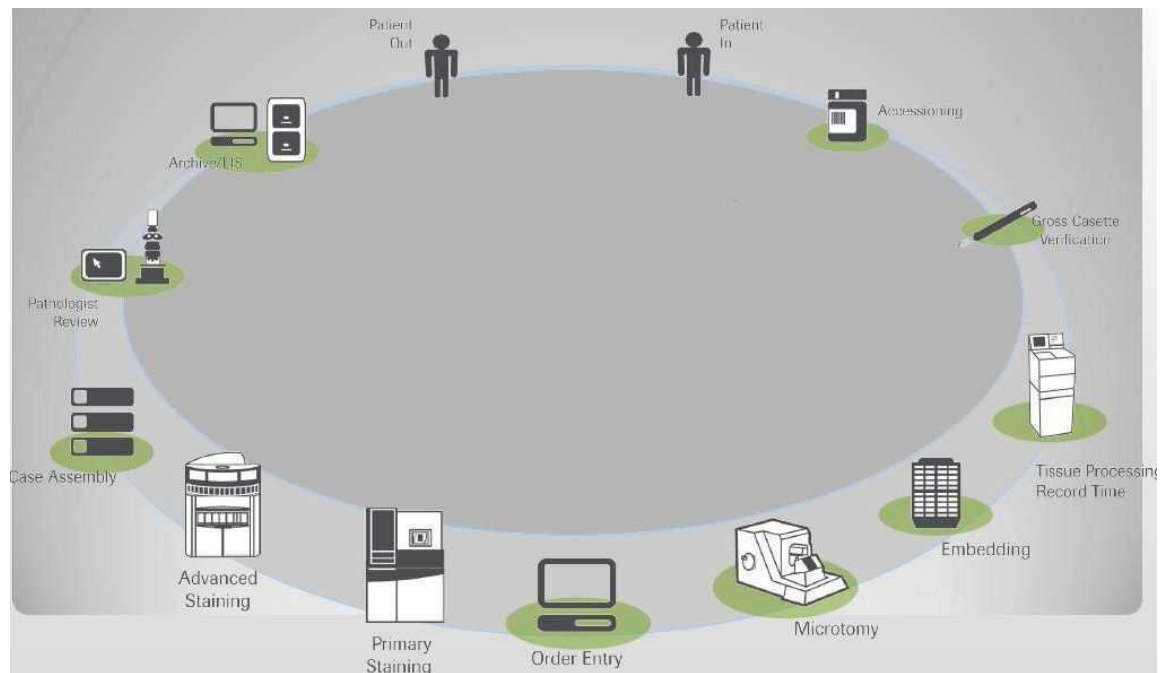 Patient
Out
Patient
In
Accessioning
Archive/LIS
Gross Casette
Verification
Pathologist
Review
Case Assembly
Tissue Processing
Record Time
Embedding
Advanced
Staining
Microtomy
Primary
Staining
Order Entry